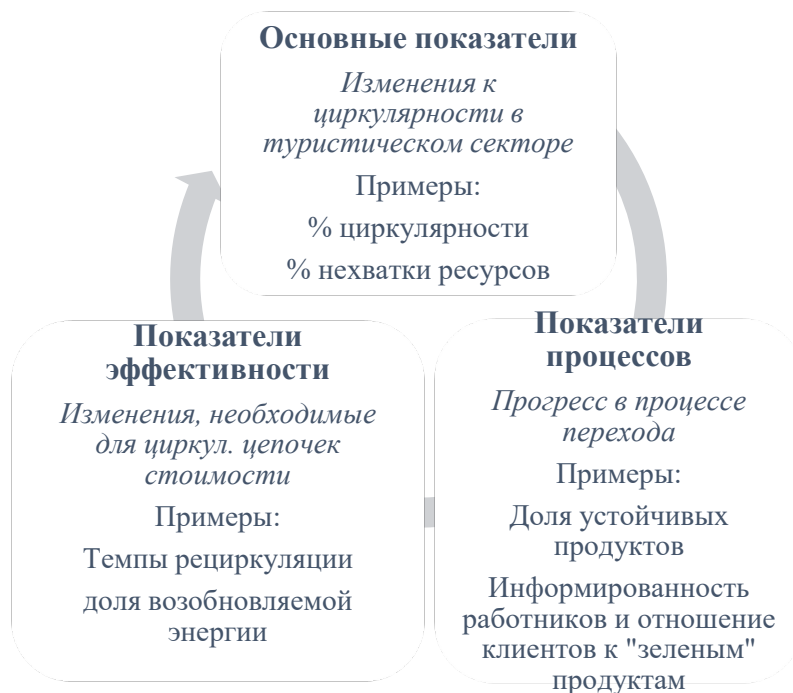 Основные показатели
Изменения к
циркулярности в
туристическом секторе
Примеры:
% циркулярности
% нехватки ресурсов
Показатели
эффективности
Изменения, необходимые
для циркул. цепочек
стоимости
Примеры:
Темпы рециркуляции
доля возобновляемой
энергии
Показатели
процессов
Прогресс в процессе
перехода
Примеры:
Доля устойчивых
продуктов
Информированность
работников и отношение
клиентов к "зеленым"
продуктам